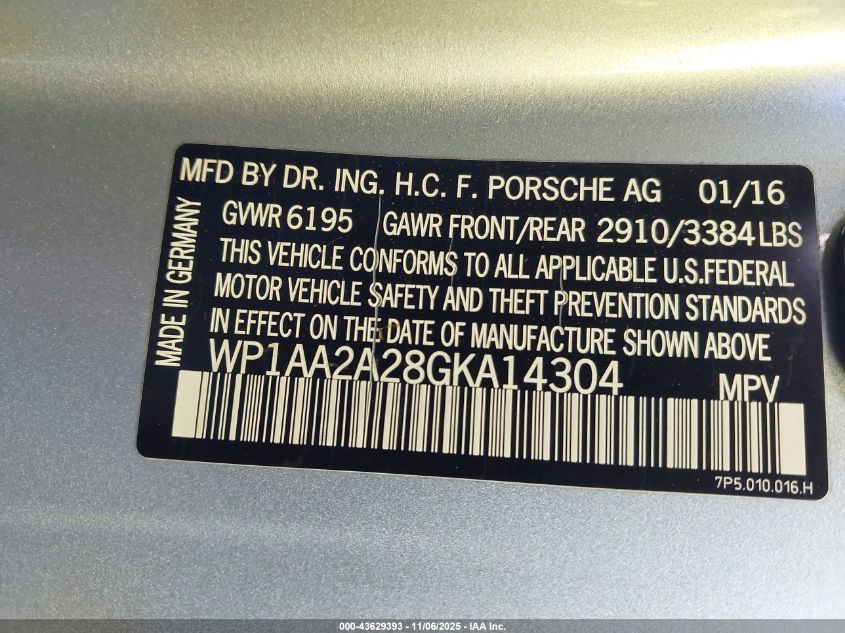 MFD BY DR. ING. H.C. F. PORSCHE AG 01/16
GVWR 6195 GAWR FRONT/REAR 2910/3384 LBS
THIS VEHICLE CONFORMS TO ALL APPLICABLE U.S.FEDERAL
MOTOR VEHICLE SAFETY AND THEFT PREVENTION STANDARDS
IN EFFECT ON THE DATE OF MANUFACTURE SHOWN ABOVE
WP1AA2A28GKA14304 MPV
MADE IN GERMANY
7P5.010.016.H
000-43629393 - 11/06/2025 - IAA Inc.